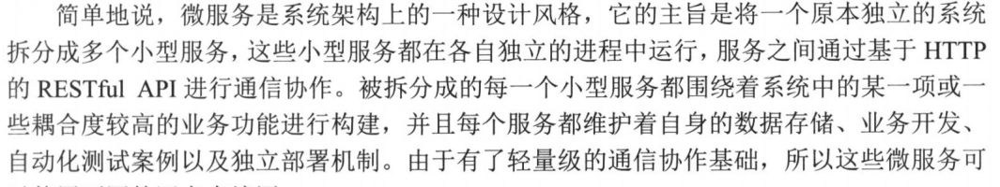 简单地说，微服务是系统架构上的一种设计风格，它的主旨是将一个原本独立的系统
拆分成多个小型服务，这些小型服务都在各自独立的进程中运行，服务之间通过基于 HTTP
的 RESTful API 进行通信协作。被拆分成的每一个小型服务都围绕着系统中的某一项或一
些耦合度较高的业务功能进行构建，并且每个服务都维护着自身的数据存储、业务开发、
自动化测试案例以及独立部署机制。由于有了轻量级的通信协作基础，所以这些微服务可